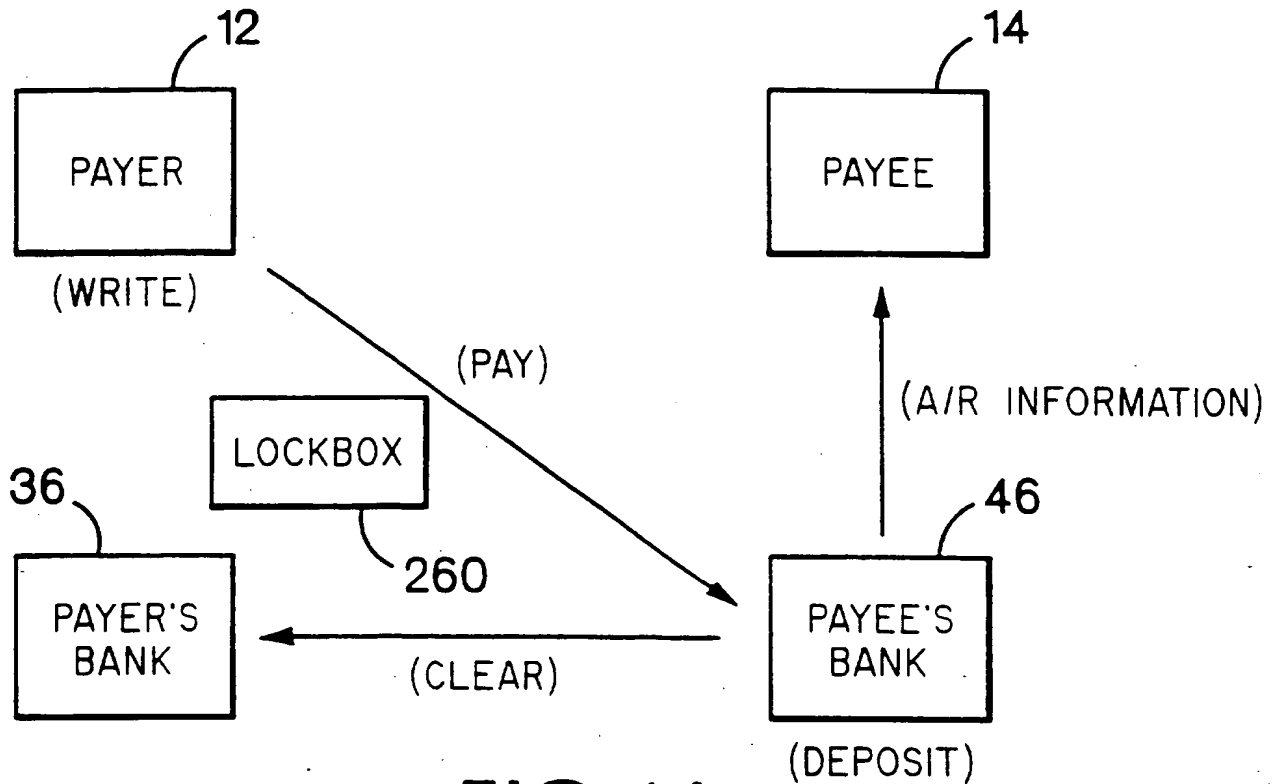 12
14
PAYER
PAYEE
(WRITE)
(PAY)
(A/R INFORMATION)
LOCKBOX
36
46
260
PAYER'S
BANK
PAYEE'S
BANK
(CLEAR)
(DEPOSIT)